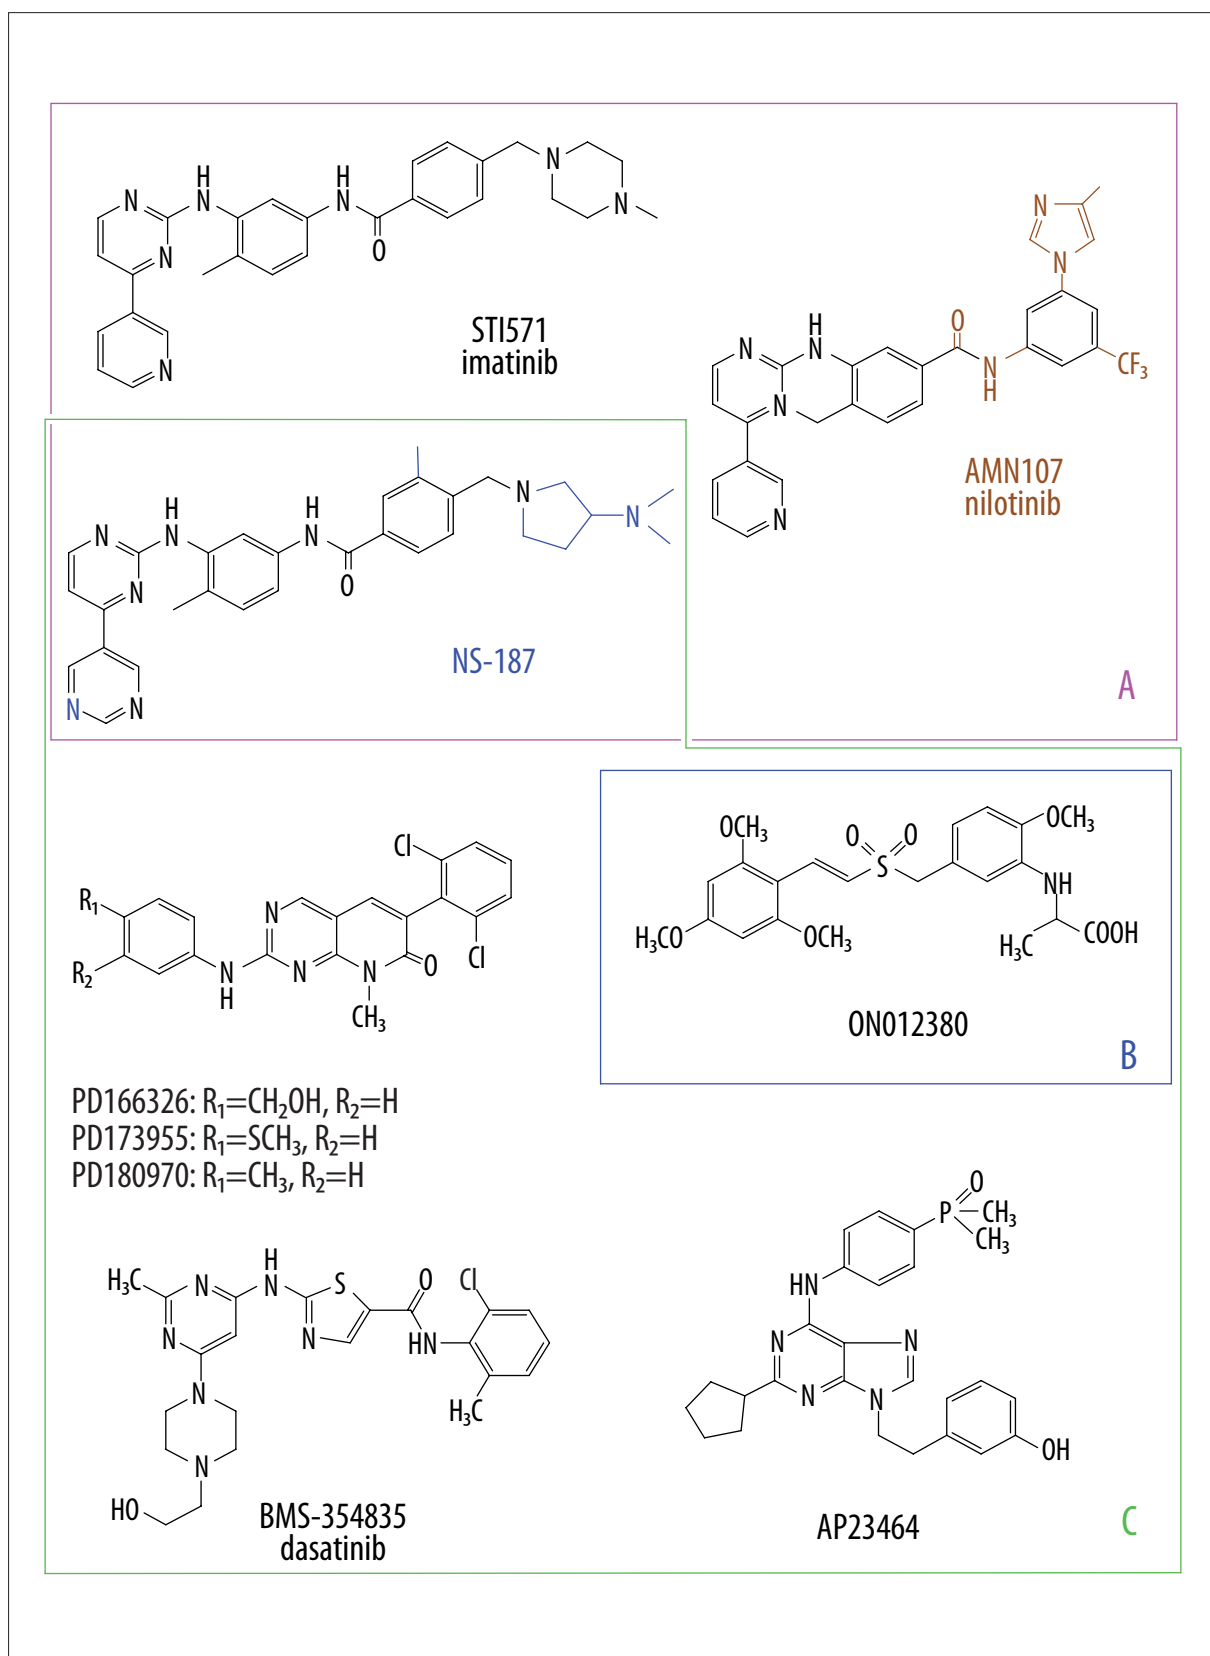 H
N
N
N
N
H
N
O
N
N
STI571
imatinib
N
N
O
N
H
CF₃
H
N
N
N
N
AMN107
nilotinib
H
N
N
N
N
N
H
N
O
N
N
NS-187
A
R₁
R₂
N
H
N
N
N
CH₃
O
Cl
Cl
PD166326: R₁=CH₂OH, R₂=H
PD173955: R₁=SCH₃, R₂=H
PD180970: R₁=CH₃, R₂=H
OCH₃
H₃CO
OCH₃
O O
S
OCH₃
NH
H₃C
COOH
ON012380
B
H₃C
N
N
H
N
S
N
O
HN
Cl
H₃C
N
N
HO
BMS-354835
dasatinib
O
P
CH₃
CH₃
HN
N
N
N
N
OH
AP23464
C